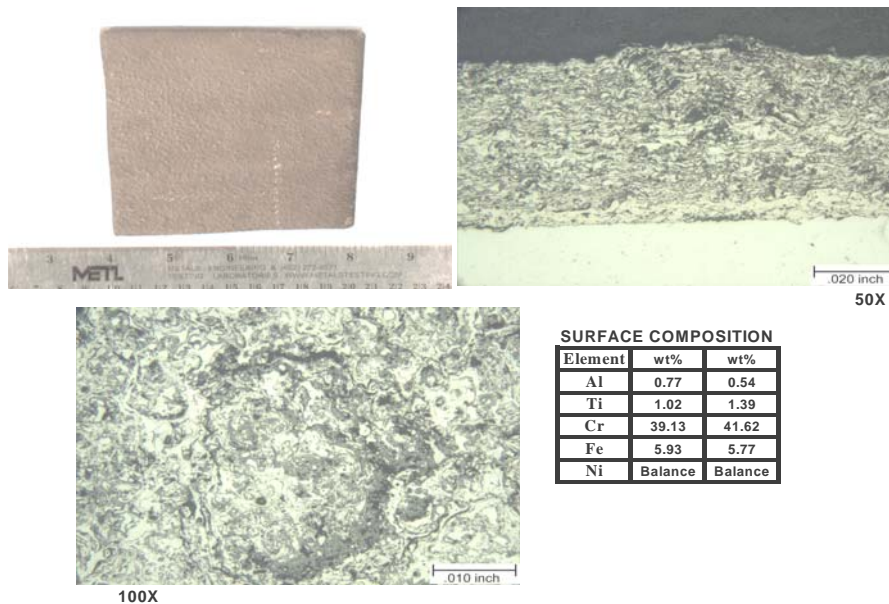 3 4 5 6 7 8 9
METL
.020 inch
50X
SURFACE COMPOSITION
Element wt% wt%
Al 0.77 0.54
Ti 1.02 1.39
Cr 39.13 41.62
Fe 5.93 5.77
Ni Balance Balance
.010 inch
100X